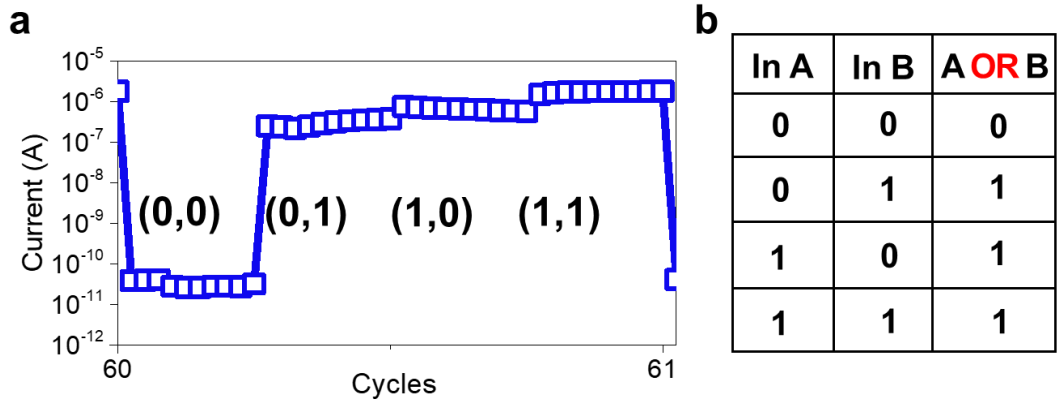 a
10⁻⁵
10⁻⁶
10⁻⁷
10⁻⁸
10⁻⁹
10⁻¹⁰
10⁻¹¹
10⁻¹²
Current (A)
(0,0) (0,1) (1,0) (1,1)
60 61
Cycles
b
In A In B A OR B
0 0 0
0 1 1
1 0 1
1 1 1